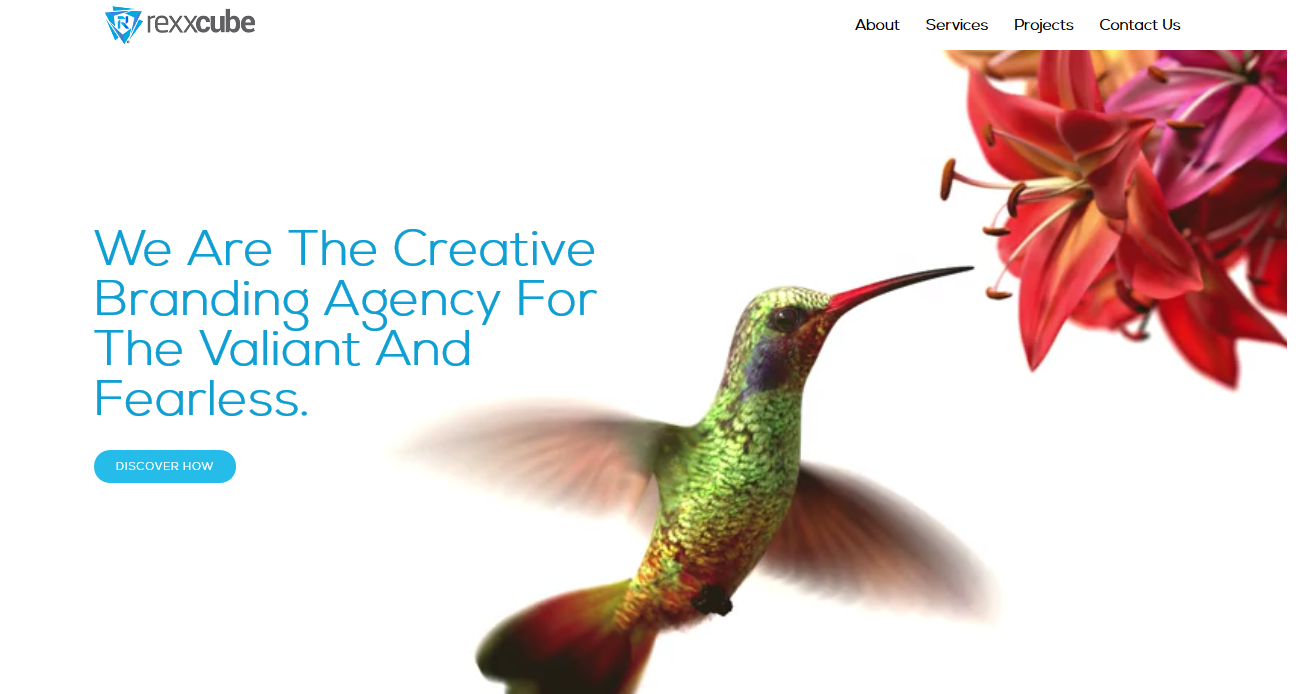 rexxcube
About Services Projects Contact Us
We Are The Creative
Branding Agency For
The Valiant And
Fearless.
DISCOVER HOW